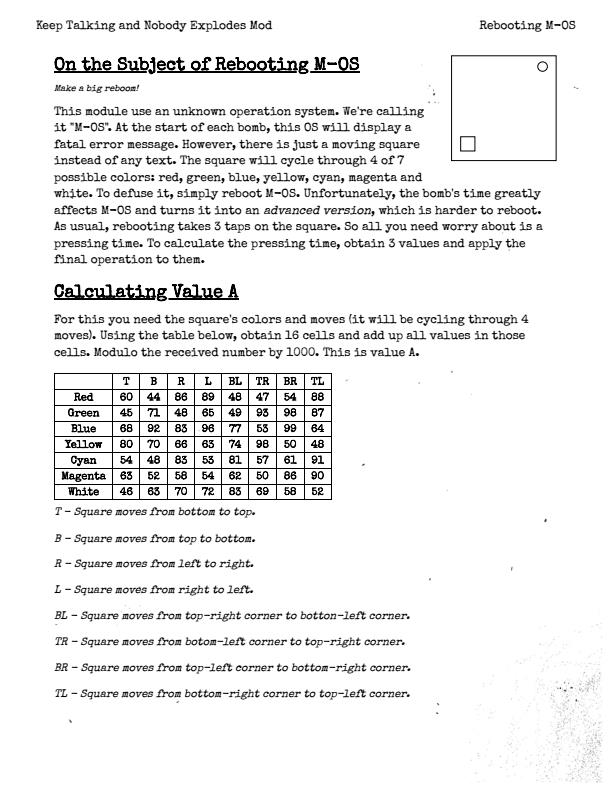 Keep Talking and Nobody Explodes Mod Rebooting M-OS
On the Subject of Rebooting M-OS
Make a big reboom!
This module use an unknown operation system. We're calling
it "M-OS". At the start of each bomb, this OS will display a
fatal error message. However, there is just a moving square
instead of any text. The square will cycle through 4 of 7
possible colors: red, green, blue, yellow, cyan, magenta and
white. To defuse it, simply reboot M-OS. Unfortunately, the bomb's time greatly
affects M-OS and turns it into an advanced version, which is harder to reboot.
As usual, rebooting takes 3 taps on the square. So all you need worry about is a
pressing time. To calculate the pressing time, obtain 3 values and apply the
final operation to them.
Calculating Value A
For this you need the square's colors and moves (it will be cycling through 4
moves). Using the table below, obtain 16 cells and add up all values in those
cells. Modulo the received number by 1000. This is value A.
T B R L BL TR BR TL
Red 60 44 86 89 48 47 54 88
Green 45 71 48 65 49 93 98 87
Blue 68 92 83 96 77 53 99 64
Yellow 80 70 66 63 74 98 50 48
Cyan 54 48 83 53 81 57 61 91
Magenta 63 52 58 54 62 50 86 90
White 46 63 70 72 83 69 58 52
T - Square moves from bottom to top.
B - Square moves from top to bottom.
R - Square moves from left to right.
L - Square moves from right to left.
BL - Square moves from top-right corner to botton-left corner.
TR - Square moves from botom-left corner to top-right corner.
BR - Square moves from top-left corner to bottom-right corner.
TL - Square moves from bottom-right corner to top-left corner.